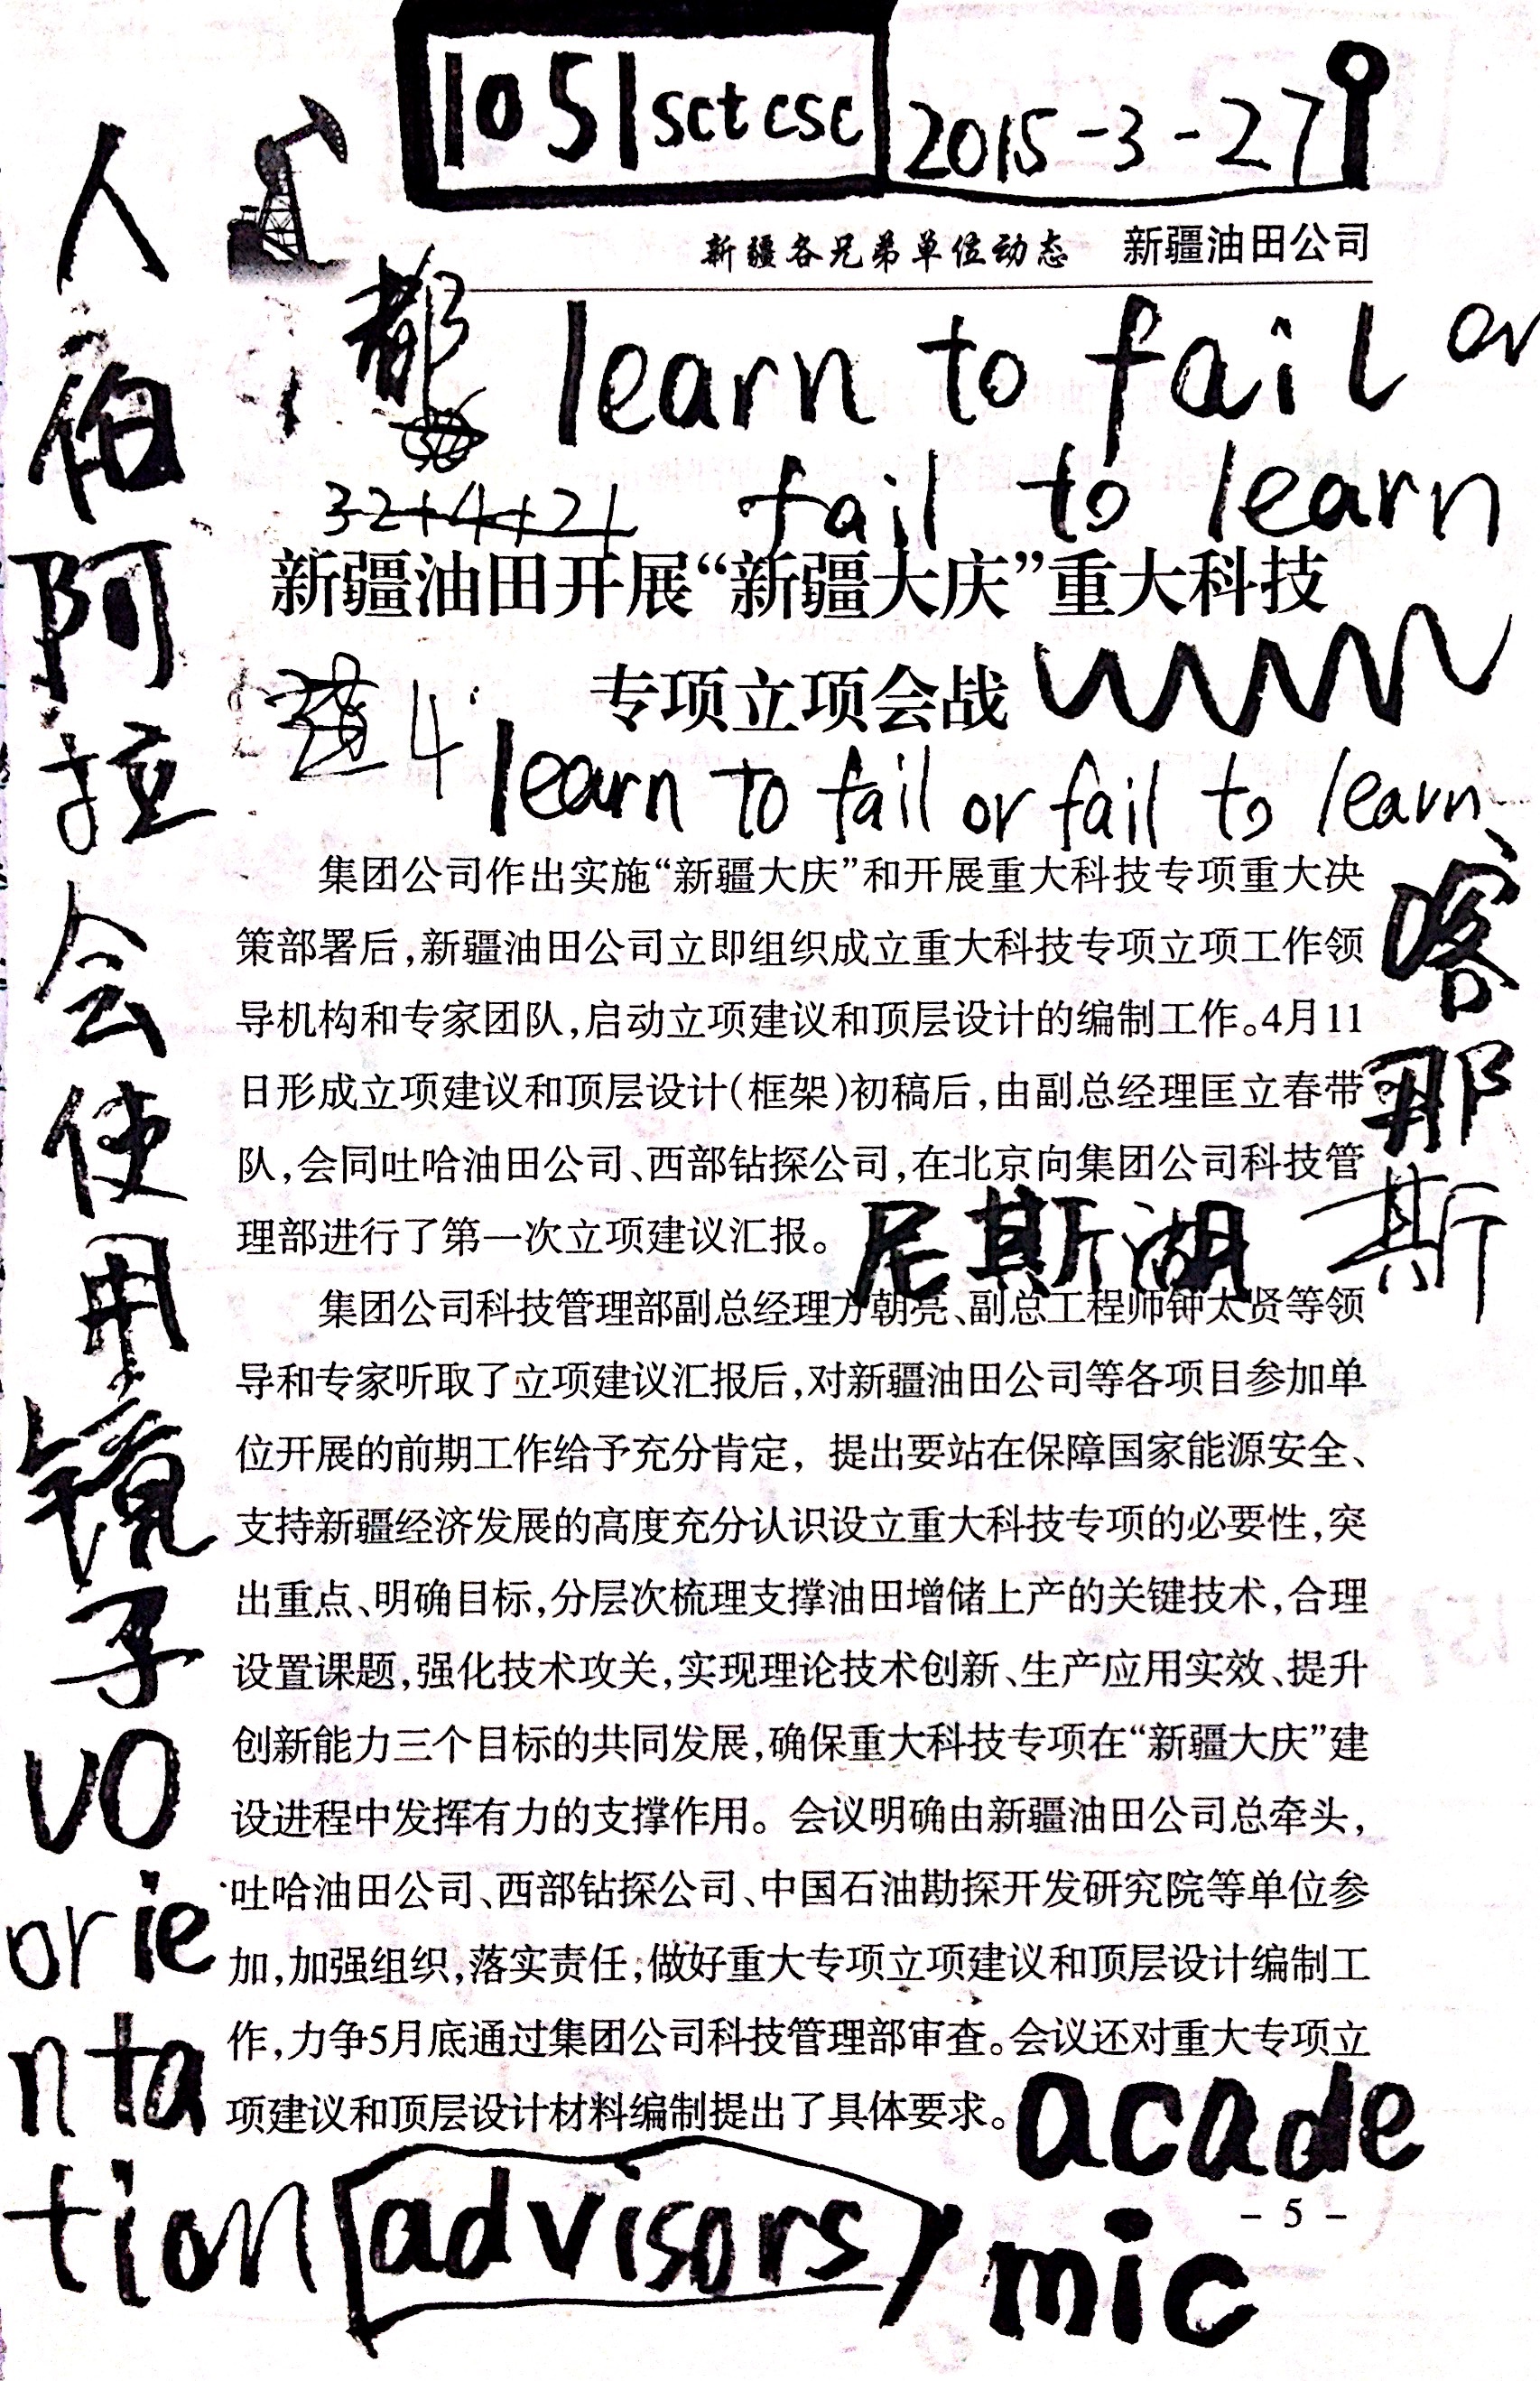 1051sctcsc 2015-3-27
新疆各兄弟单位动态 新疆油田公司
都 learn to fail or
fail to learn
32+4+21
新疆油田开展“新疆大庆”重大科技
专项立项会战
4
learn to fail or fail to learn
集团公司作出实施“新疆大庆”和开展重大科技专项重大决
策部署后,新疆油田公司立即组织成立重大科技专项立项工作领
导机构和专家团队,启动立项建议和顶层设计的编制工作。4月11
日形成立项建议和顶层设计(框架)初稿后,由副总经理匡立春带
队,会同吐哈油田公司、西部钻探公司,在北京向集团公司科技管
理部进行了第一次立项建议汇报。
喀
那
斯
尼斯湖
集团公司科技管理部副总经理方朝亮、副总工程师钟太贤等领
导和专家听取了立项建议汇报后,对新疆油田公司等各项目参加单
位开展的前期工作给予充分肯定, 提出要站在保障国家能源安全、
支持新疆经济发展的高度充分认识设立重大科技专项的必要性,突
出重点、明确目标,分层次梳理支撑油田增储上产的关键技术,合理
设置课题,强化技术攻关,实现理论技术创新、生产应用实效、提升
创新能力三个目标的共同发展,确保重大科技专项在“新疆大庆”建
设进程中发挥有力的支撑作用。会议明确由新疆油田公司总牵头,
吐哈油田公司、西部钻探公司、中国石油勘探开发研究院等单位参
加,加强组织,落实责任;做好重大专项立项建议和顶层设计编制工
作,力争5月底通过集团公司科技管理部审查。会议还对重大专项立
项建议和顶层设计材料编制提出了具体要求。
人
伯
阿
拉
会
使
用
镜
子
UO
orie
nta
tion
advisors
acade
mic
- 5 -